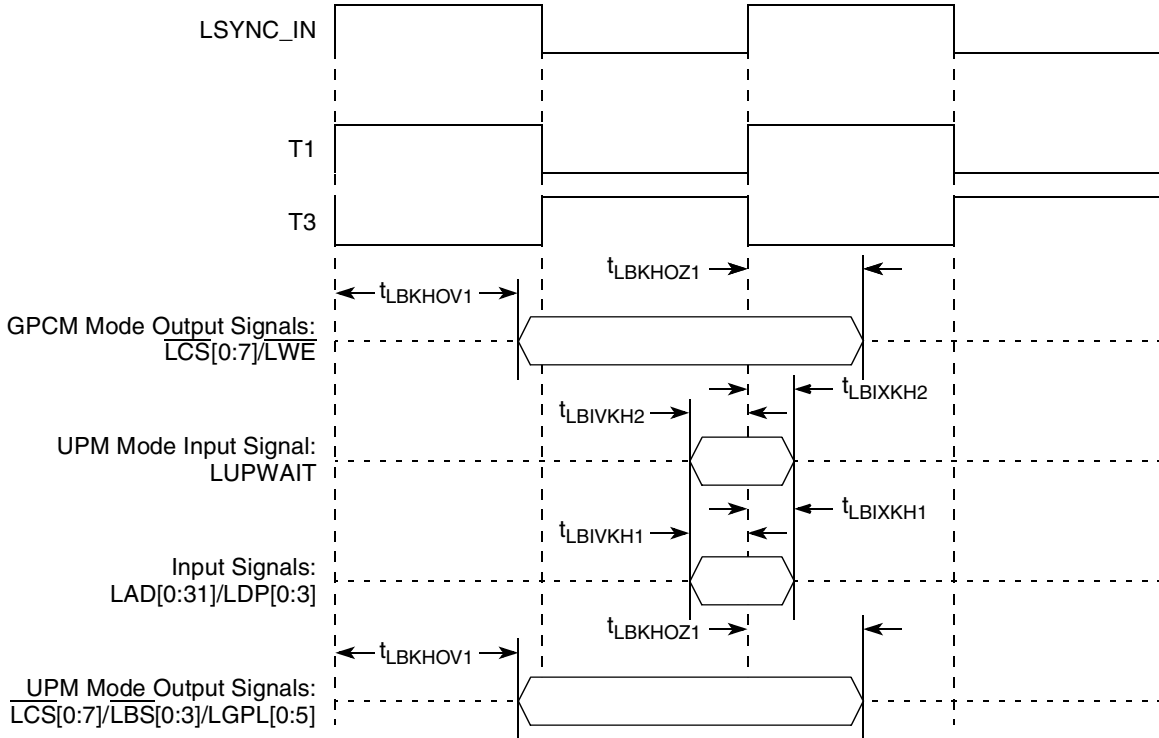 LSYNC_IN
T1
T3
tLBKHOZ1
tLBKHOV1
GPCM Mode Output Signals:
LCS[0:7]/LWE
tLBIXKH2
tLBIVKH2
UPM Mode Input Signal:
LUPWAIT
tLBIXKH1
tLBIVKH1
Input Signals:
LAD[0:31]/LDP[0:3]
tLBKHOZ1
tLBKHOV1
UPM Mode Output Signals:
LCS[0:7]/LBS[0:3]/LGPL[0:5]